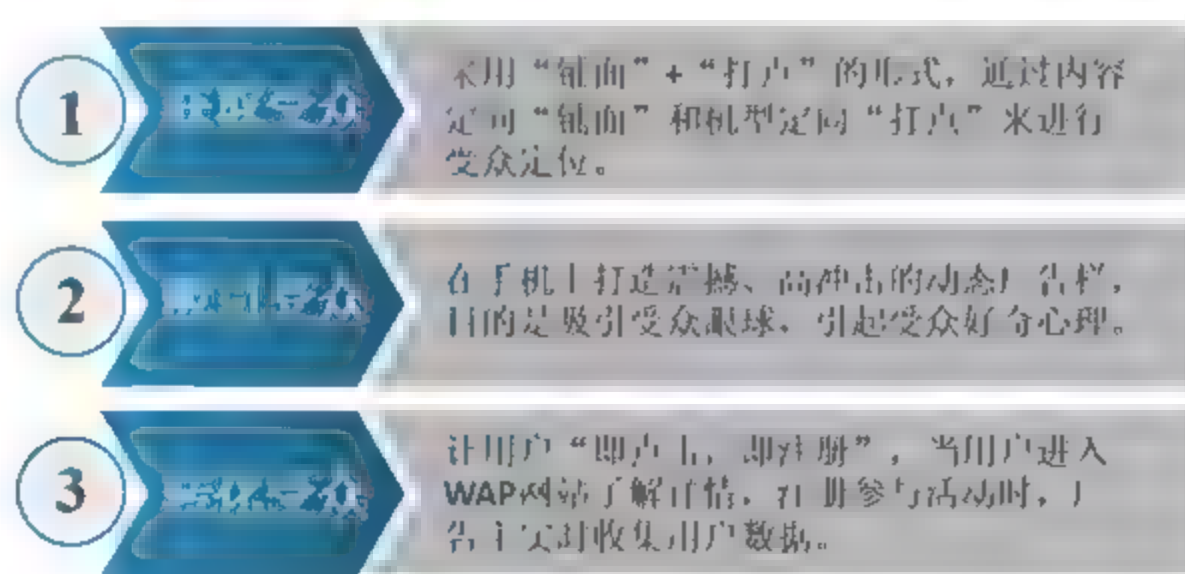 1
采用“铺面”+“打点”的形式，通过内容
定向“铺面”和机型定向“打点”来进行
受众定位。
2
在手机上打造震撼、高冲击的动态广告栏，
目的是吸引受众眼球，引起受众好奇心理。
3
让用户“即点击，即注册”，当用户进入
WAP网站了解详情，注册参与活动时，广
告主实时收集用户数据。